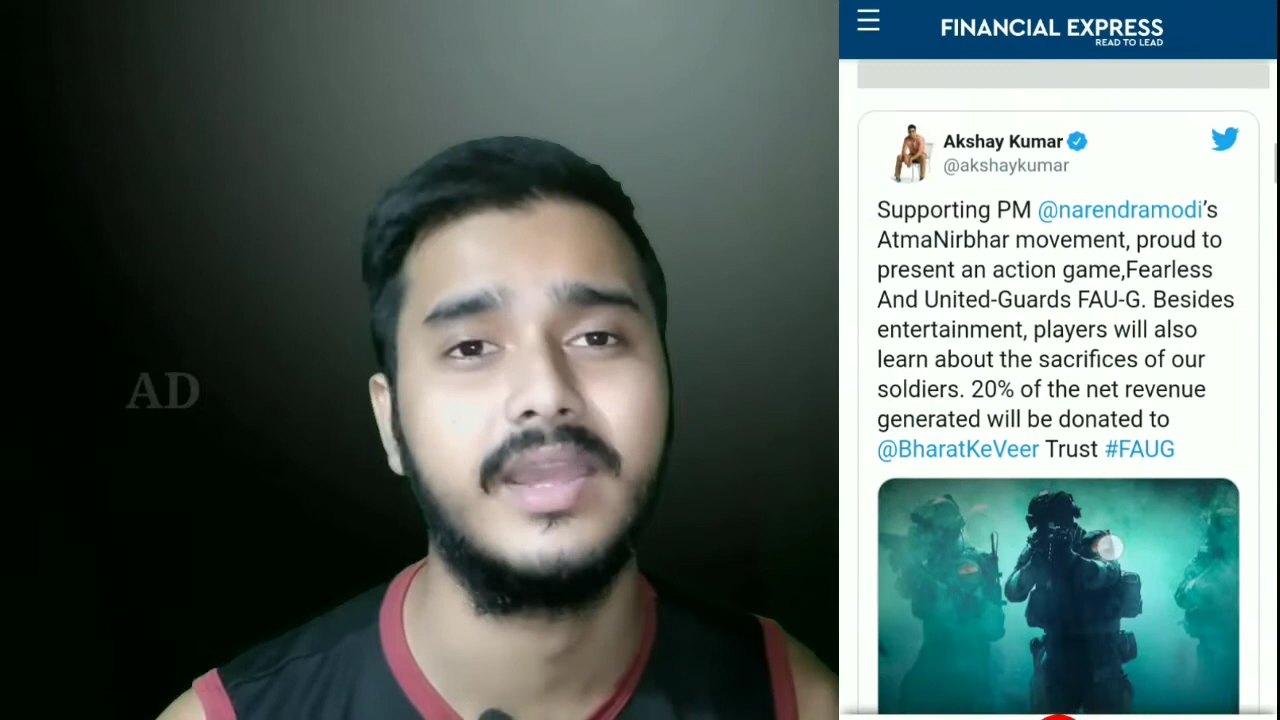 AD
FINANCIAL EXPRESS
READ TO LEAD
Akshay Kumar
@akshaykumar
Supporting PM @narendramodi’s
AtmaNirbhar movement, proud to
present an action game,Fearless
And United-Guards FAU-G. Besides
entertainment, players will also
learn about the sacrifices of our
soldiers. 20% of the net revenue
generated will be donated to
@BharatKeVeer Trust #FAUG